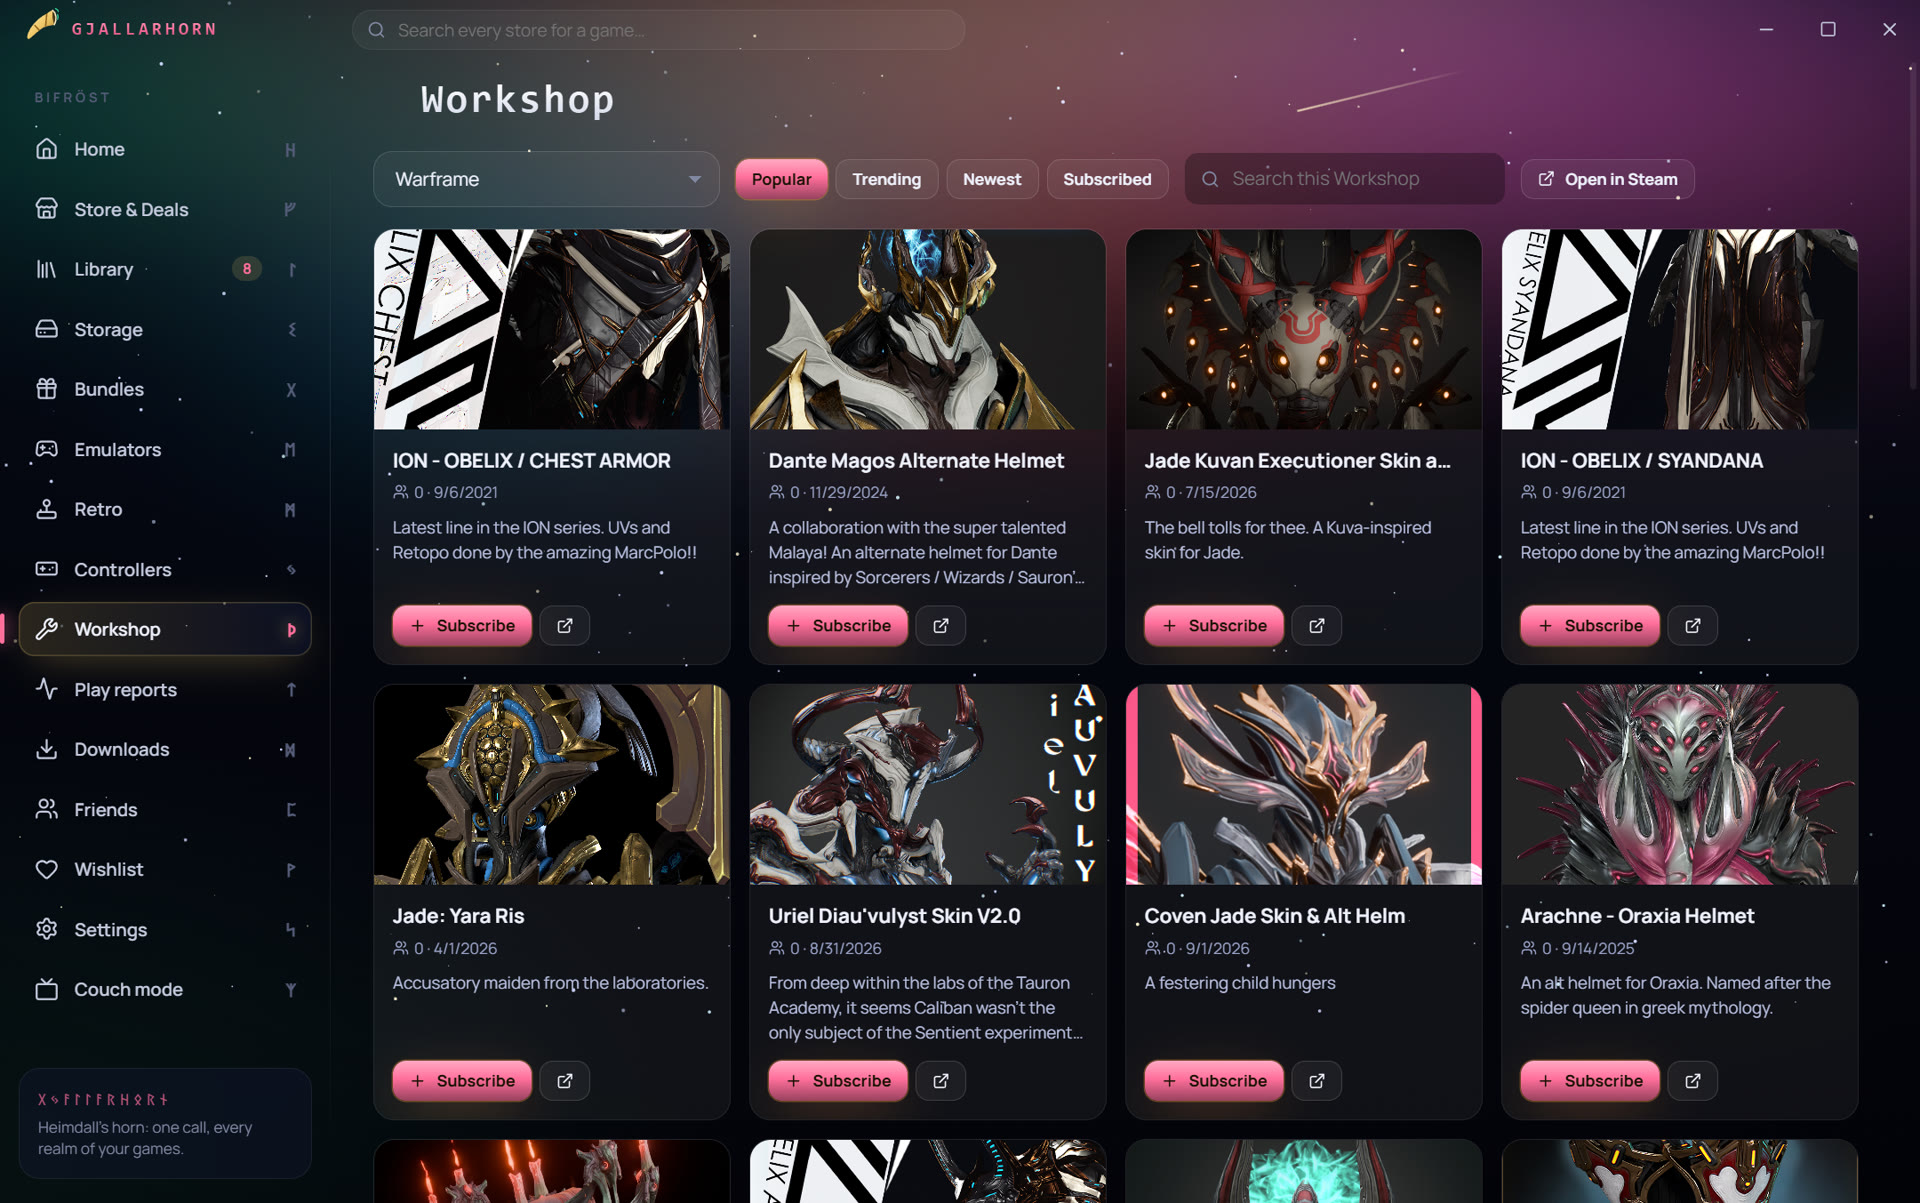 GJALLARHORN
Search every store for a game...
BIFRÖST
Workshop
Home
Store & Deals
Library
8
Storage
Bundles
Emulators
Retro
Controllers
Workshop
Play reports
Downloads
Friends
Wishlist
Settings
Couch mode
Heimdall's horn: one call, every
realm of your games.
Warframe
Popular
Trending
Newest
Subscribed
Search this Workshop
Open in Steam
ELIX CHEST
ELIX SYANDANA
ION - OBELIX / CHEST ARMOR
0 · 9/6/2021
Latest line in the ION series. UVs and
Retopo done by the amazing MarcPolo!!
Subscribe
Dante Magos Alternate Helmet
0 · 11/29/2024
A collaboration with the super talented
Malaya! An alternate helmet for Dante
inspired by Sorcerers / Wizards / Sauron'...
Subscribe
Jade Kuvan Executioner Skin a...
0 · 7/15/2026
The bell tolls for thee. A Kuva-inspired
skin for Jade.
Subscribe
ION - OBELIX / SYANDANA
0 · 9/6/2021
Latest line in the ION series. UVs and
Retopo done by the amazing MarcPolo!!
Subscribe
iel
AUVULY
Jade: Yara Ris
0 · 4/1/2026
Accusatory maiden from the laboratories.
Subscribe
Uriel Diau'vulyst Skin V2.0
0 · 8/31/2026
From deep within the labs of the Tauron
Academy, it seems Caliban wasn't the
only subject of the Sentient experiment...
Subscribe
Coven Jade Skin & Alt Helm
0 · 9/1/2026
A festering child hungers
Subscribe
Arachne - Oraxia Helmet
0 · 9/14/2025
An alt helmet for Oraxia. Named after the
spider queen in greek mythology.
Subscribe